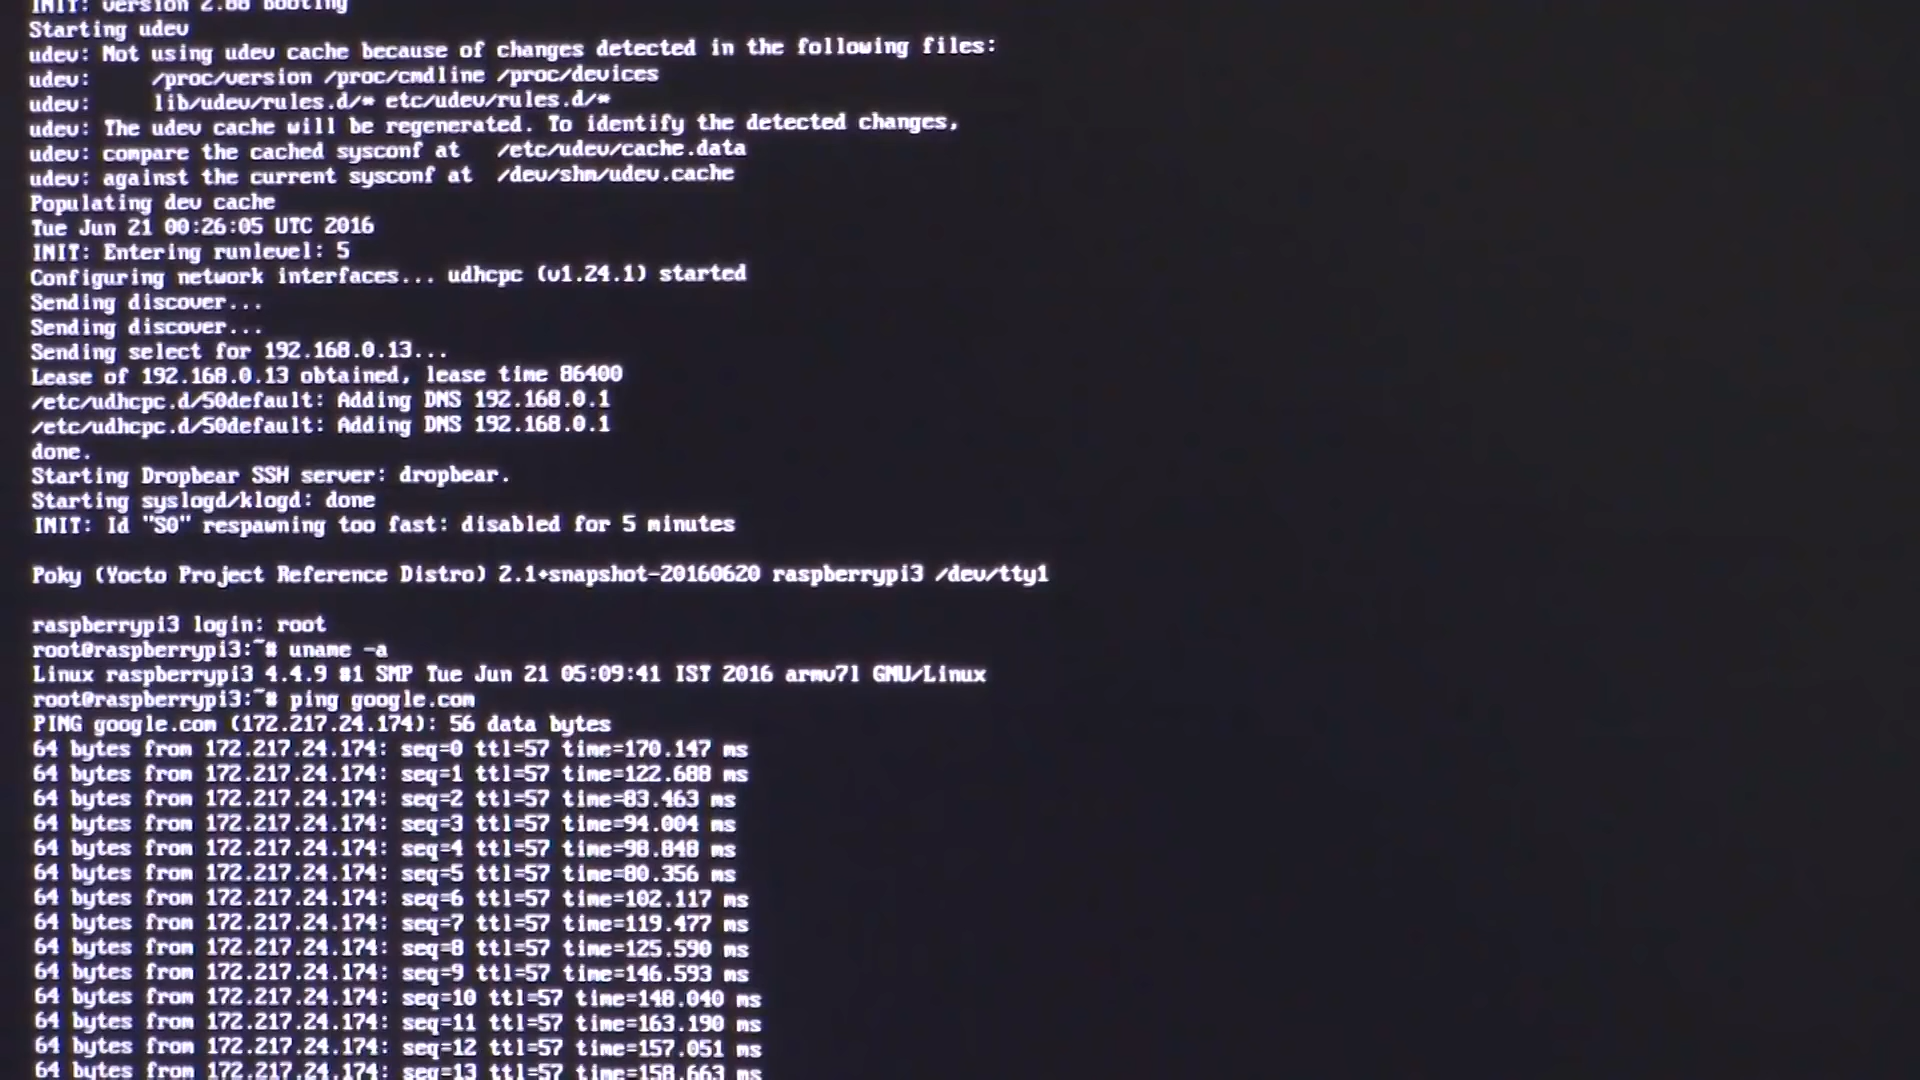 INIT: version 2.88 booting
Starting udev
udev: Not using udev cache because of changes detected in the following files:
udev:     /proc/version /proc/cmdline /proc/devices
udev:     lib/udev/rules.d/* etc/udev/rules.d/*
udev: The udev cache will be regenerated. To identify the detected changes,
udev: compare the cached sysconf at   /etc/udev/cache.data
udev: against the current sysconf at  /dev/shm/udev.cache
Populating dev cache
Tue Jun 21 00:26:05 UTC 2016
INIT: Entering runlevel: 5
Configuring network interfaces... udhcpc (v1.24.1) started
Sending discover...
Sending discover...
Sending select for 192.168.0.13...
Lease of 192.168.0.13 obtained, lease time 86400
/etc/udhcpc.d/50default: Adding DNS 192.168.0.1
/etc/udhcpc.d/50default: Adding DNS 192.168.0.1
done.
Starting Dropbear SSH server: dropbear.
Starting syslogd/klogd: done
INIT: Id "S0" respawning too fast: disabled for 5 minutes
Poky (Yocto Project Reference Distro) 2.1+snapshot-20160620 raspberrypi3 /dev/tty1
raspberrypi3 login: root
root@raspberrypi3:~# uname -a
Linux raspberrypi3 4.4.9 #1 SMP Tue Jun 21 05:09:41 IST 2016 armv7l GNU/Linux
root@raspberrypi3:~# ping google.com
PING google.com (172.217.24.174): 56 data bytes
64 bytes from 172.217.24.174: seq=0 ttl=57 time=170.147 ms
64 bytes from 172.217.24.174: seq=1 ttl=57 time=122.688 ms
64 bytes from 172.217.24.174: seq=2 ttl=57 time=83.463 ms
64 bytes from 172.217.24.174: seq=3 ttl=57 time=94.004 ms
64 bytes from 172.217.24.174: seq=4 ttl=57 time=98.848 ms
64 bytes from 172.217.24.174: seq=5 ttl=57 time=80.356 ms
64 bytes from 172.217.24.174: seq=6 ttl=57 time=102.117 ms
64 bytes from 172.217.24.174: seq=7 ttl=57 time=119.477 ms
64 bytes from 172.217.24.174: seq=8 ttl=57 time=125.590 ms
64 bytes from 172.217.24.174: seq=9 ttl=57 time=146.593 ms
64 bytes from 172.217.24.174: seq=10 ttl=57 time=148.040 ms
64 bytes from 172.217.24.174: seq=11 ttl=57 time=163.190 ms
64 bytes from 172.217.24.174: seq=12 ttl=57 time=157.051 ms
64 bytes from 172.217.24.174: seq=13 ttl=57 time=158.663 ms